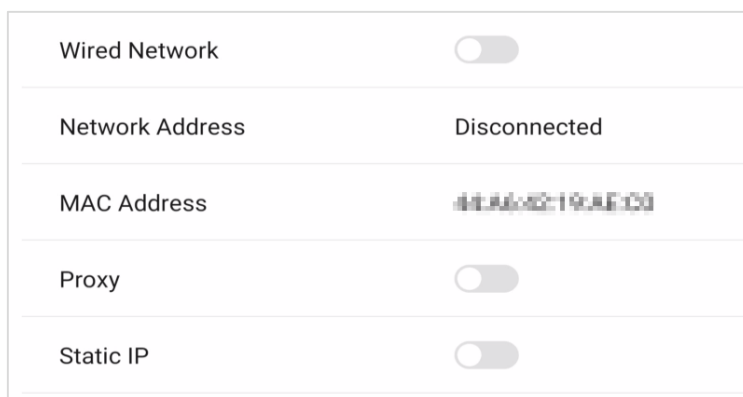 Wired Network
Network Address Disconnected
MAC Address
Proxy
Static IP